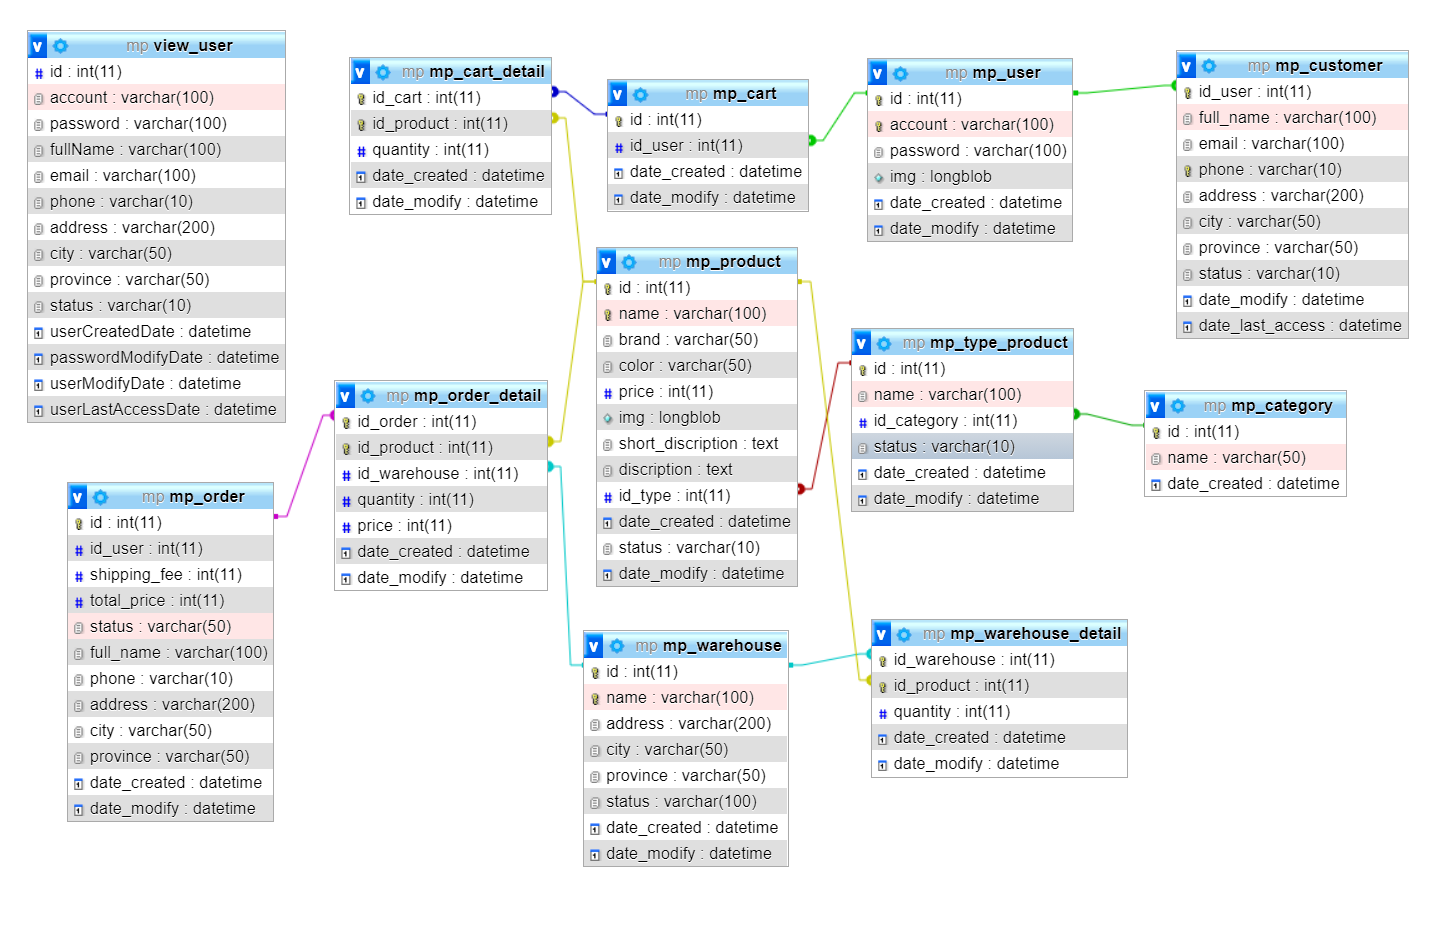 mp view_user
id : int(11)
account : varchar(100)
password : varchar(100)
fullName : varchar(100)
email : varchar(100)
phone : varchar(10)
address : varchar(200)
city : varchar(50)
province : varchar(50)
status : varchar(10)
userCreatedDate : datetime
passwordModifyDate : datetime
userModifyDate : datetime
userLastAccessDate : datetime
mp mp_cart_detail
id_cart : int(11)
id_product : int(11)
quantity : int(11)
date_created : datetime
date_modify : datetime
mp mp_cart
id : int(11)
id_user : int(11)
date_created : datetime
date_modify : datetime
mp mp_user
id : int(11)
account : varchar(100)
password : varchar(100)
img : longblob
date_created : datetime
date_modify : datetime
mp mp_customer
id_user : int(11)
full_name : varchar(100)
email : varchar(100)
phone : varchar(10)
address : varchar(200)
city : varchar(50)
province : varchar(50)
status : varchar(10)
date_modify : datetime
date_last_access : datetime
mp mp_product
id : int(11)
name : varchar(100)
brand : varchar(50)
color : varchar(50)
price : int(11)
img : longblob
short_discription : text
discription : text
id_type : int(11)
date_created : datetime
status : varchar(10)
date_modify : datetime
mp mp_type_product
id : int(11)
name : varchar(100)
id_category : int(11)
status : varchar(10)
date_created : datetime
date_modify : datetime
mp mp_category
id : int(11)
name : varchar(50)
date_created : datetime
mp mp_order_detail
id_order : int(11)
id_product : int(11)
id_warehouse : int(11)
quantity : int(11)
price : int(11)
date_created : datetime
date_modify : datetime
mp mp_order
id : int(11)
id_user : int(11)
shipping_fee : int(11)
total_price : int(11)
status : varchar(50)
full_name : varchar(100)
phone : varchar(10)
address : varchar(200)
city : varchar(50)
province : varchar(50)
date_created : datetime
date_modify : datetime
mp mp_warehouse
id : int(11)
name : varchar(100)
address : varchar(200)
city : varchar(50)
province : varchar(50)
status : varchar(100)
date_created : datetime
date_modify : datetime
mp mp_warehouse_detail
id_warehouse : int(11)
id_product : int(11)
quantity : int(11)
date_created : datetime
date_modify : datetime